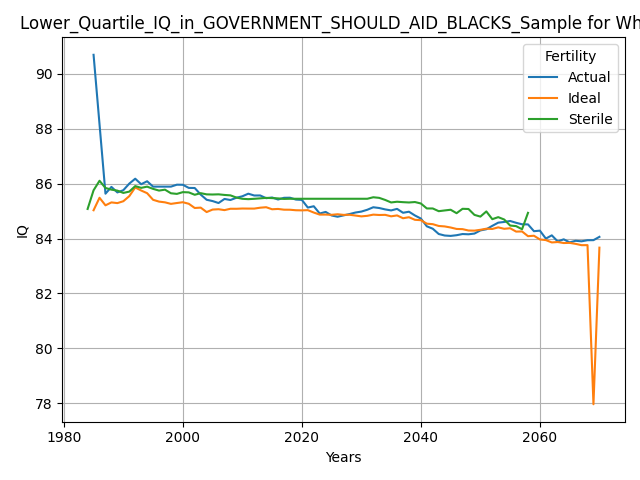 Lower_Quartile_IQ_in_GOVERNMENT_SHOULD_AID_BLACKS_Sample for Wh
Fertility
Actual
Ideal
Sterile
90
88
86
84
82
80
78
IQ
1980
2000
2020
2040
2060
Years